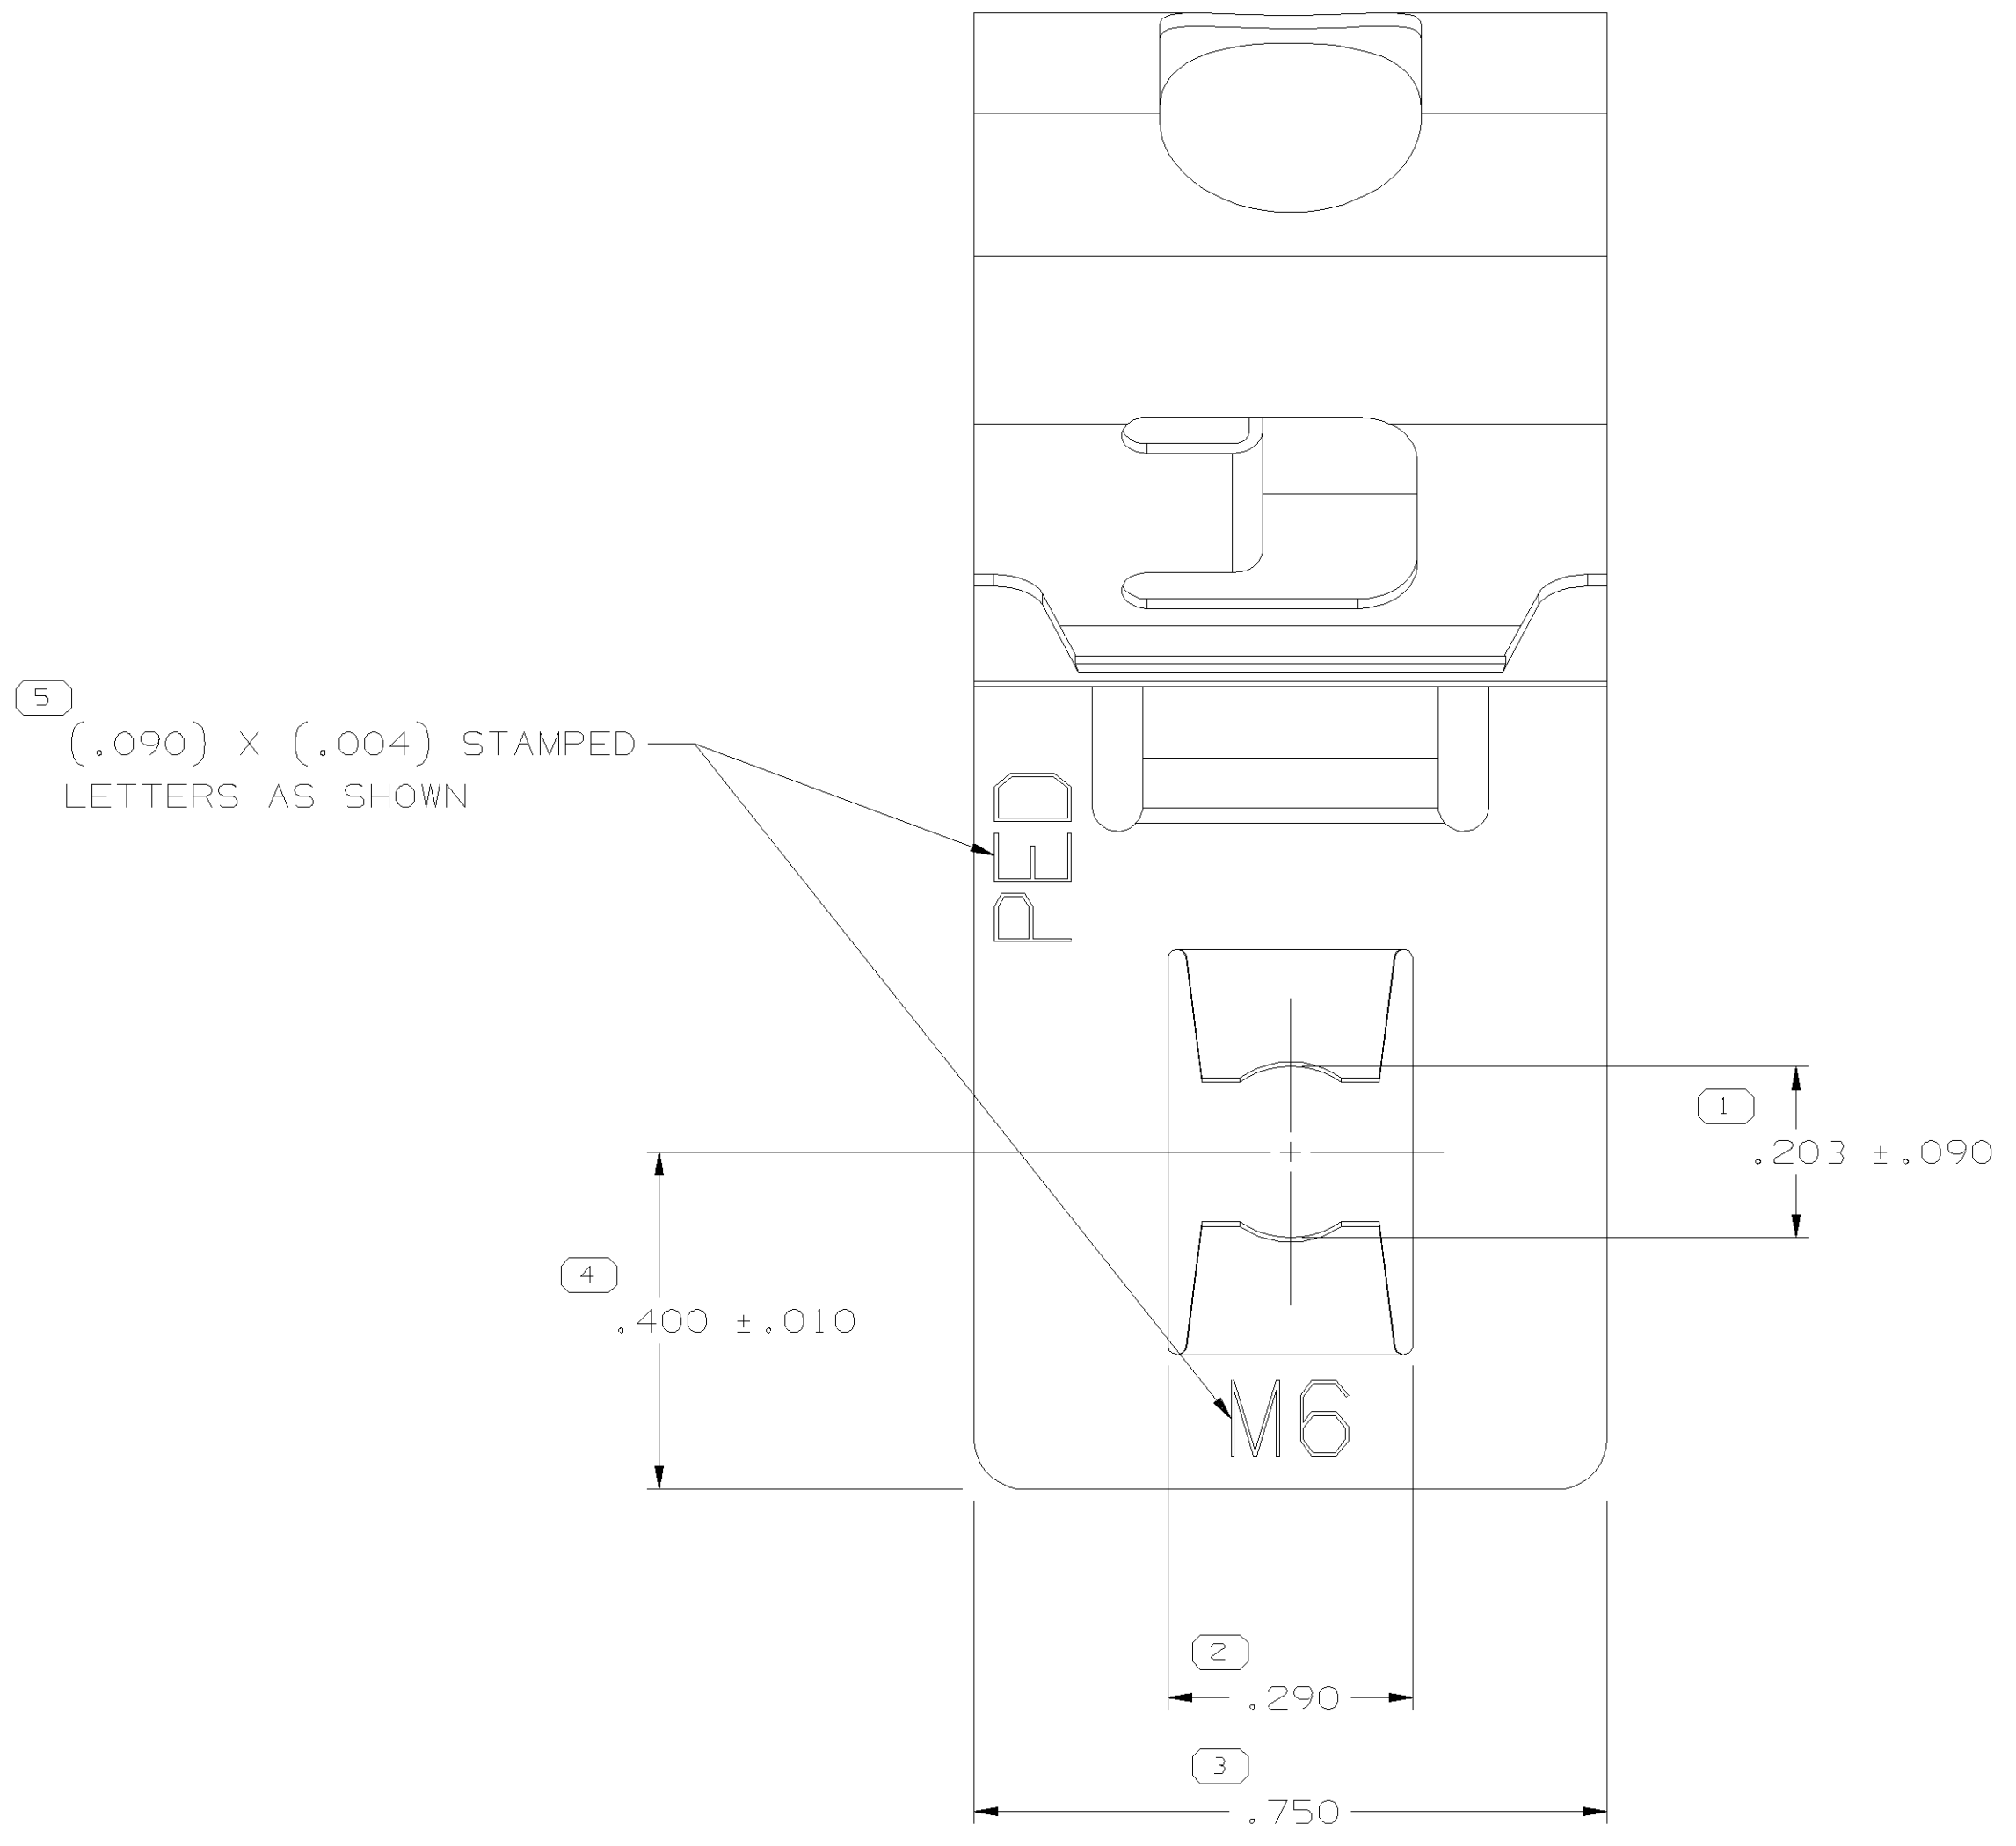 5
(.090) X (.004) STAMPED
LETTERS AS SHOWN
PED
1
.203 ±.090
4
.400 ±.010
M6
2
.290
3
.750